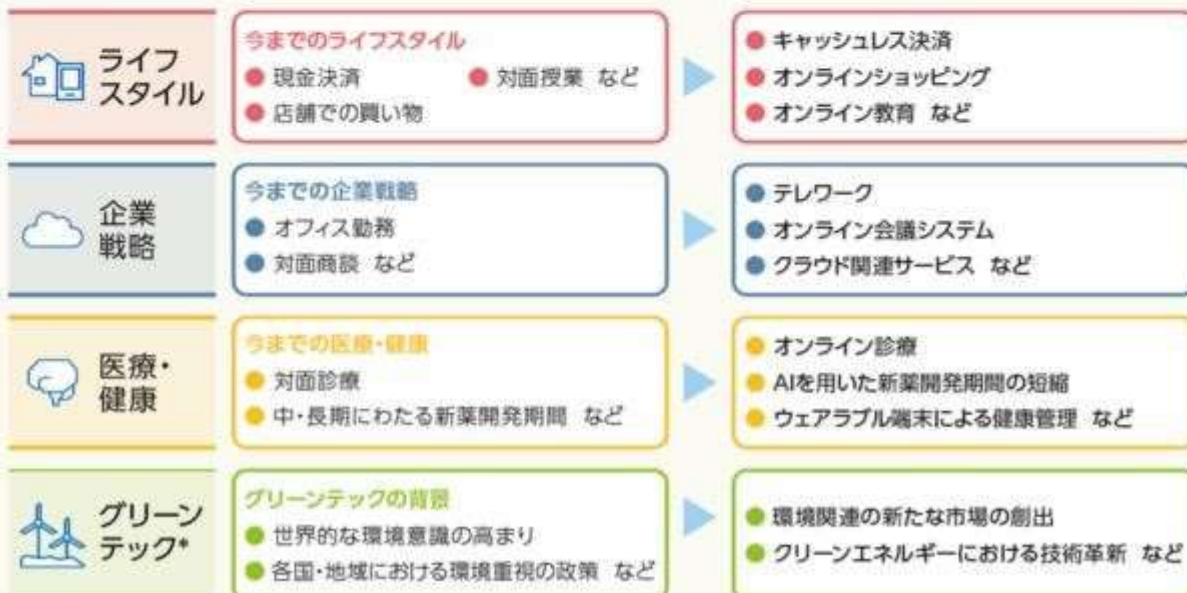 ライフ
スタイル
今までのライフスタイル
● 現金決済 ● 対面授業 など
● 店舗での買い物
● キャッシュレス決済
● オンラインショッピング
● オンライン教育 など
企業
戦略
今までの企業戦略
● オフィス勤務
● 対面商談 など
● テレワーク
● オンライン会議システム
● クラウド関連サービス など
医療・
健康
今までの医療・健康
● 対面診療
● 中・長期にわたる新薬開発期間 など
● オンライン診療
● AIを用いた新薬開発期間の短縮
● ウェアラブル端末による健康管理 など
グリーン
テック*
グリーンテックの背景
● 世界的な環境意識の高まり
● 各国・地域における環境重視の政策 など
● 環境関連の新たな市場の創出
● クリーンエネルギーにおける技術革新 など